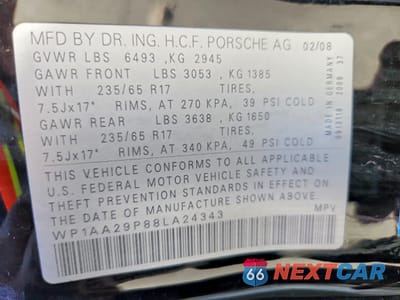 MFD BY DR. ING. H.C.F. PORSCHE AG 02/08
GVWR LBS 6493 , KG 2945
GAWR FRONT LBS 3053 , KG 1385
WITH 235/65 R17 TIRES,
7.5Jx17" RIMS, AT 270 KPA, 39 PSI COLD
GAWR REAR LBS 3638 , KG 1650
WITH 235/65 R17 TIRES,
7.5Jx17" RIMS, AT 340 KPA, 49 PSI COLD
THIS VEHICLE CONFORMS TO ALL APPLICABLE
U.S. FEDERAL MOTOR VEHICLE SAFETY AND
THEFT PREVENTION STANDARDS IN EFFECT ON
THE DATE OF MANUFACTURE SHOWN ABOVE.
WP1AA29P88LA24343 MPV
MADE IN GERMANY
66 NEXTCAR